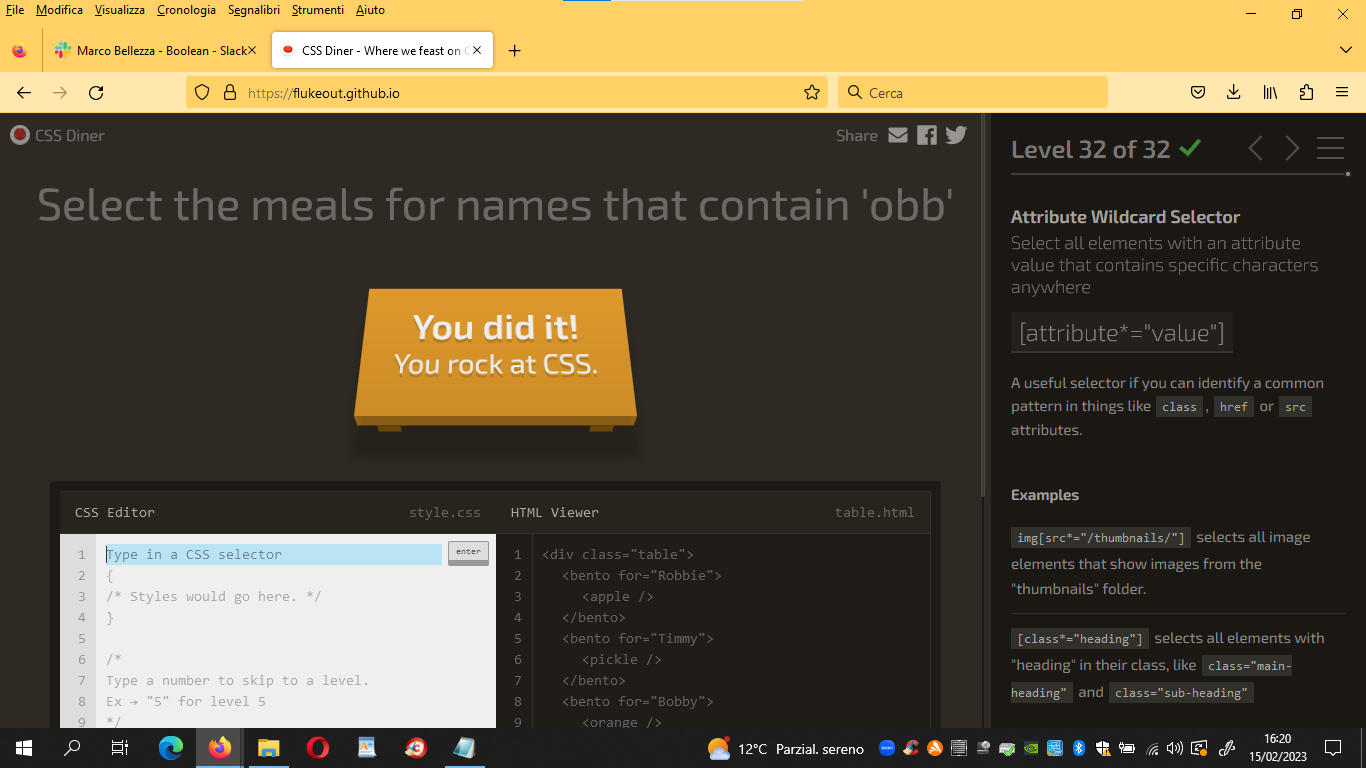 File Modifica Visualizza Cronologia Segnalibri Strumenti Aiuto
Marco Bellezza - Boolean - Slack
CSS Diner - Where we feast on
https://flukeout.github.io
Cerca
CSS Diner
Share
Select the meals for names that contain 'obb'
You did it!
You rock at CSS.
CSS Editor
style.css
1 Type in a CSS selector
enter
2 {
3 /* Styles would go here. */
4 }
5
6 /*
7 Type a number to skip to a level.
8 Ex → "5" for level 5
9 */
HTML Viewer
table.html
1 <div class="table">
2 <bento for="Robbie">
3 <apple />
4 </bento>
5 <bento for="Timmy">
6 <pickle />
7 </bento>
8 <bento for="Bobby">
9 <orange />
Level 32 of 32
Attribute Wildcard Selector
Select all elements with an attribute
value that contains specific characters
anywhere
[attribute*="value"]
A useful selector if you can identify a common
pattern in things like class, href or src
attributes.
Examples
img[src*="/thumbnails/"] selects all image
elements that show images from the
"thumbnails" folder.
[class*="heading"] selects all elements with
"heading" in their class, like class="main-
heading" and class="sub-heading"
12°C Parzial. sereno
16:20
15/02/2023